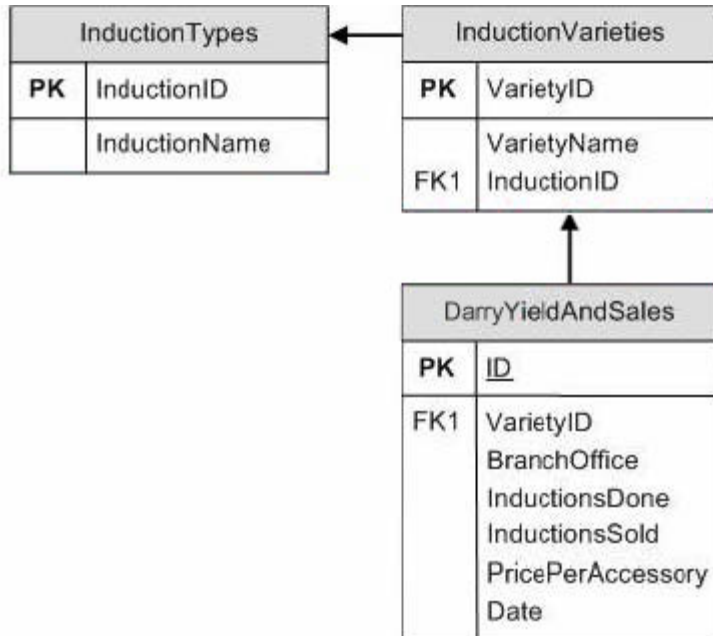 InductionTypes
PK InductionID
InductionName
InductionVarieties
PK VarietyID
VarietyName
FK1 InductionID
DarryYieldAndSales
PK ID
FK1 VarietyID
BranchOffice
InductionsDone
InductionsSold
PricePerAccessory
Date